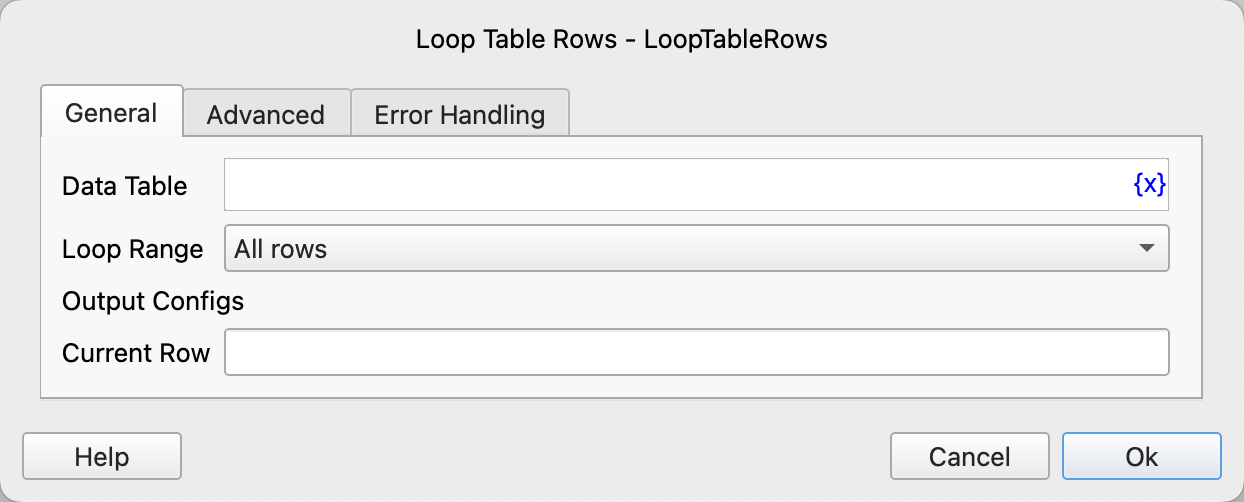 Loop Table Rows - LoopTableRows
General Advanced Error Handling
Data Table {x}
Loop Range All rows
Output Configs
Current Row
Help Cancel Ok